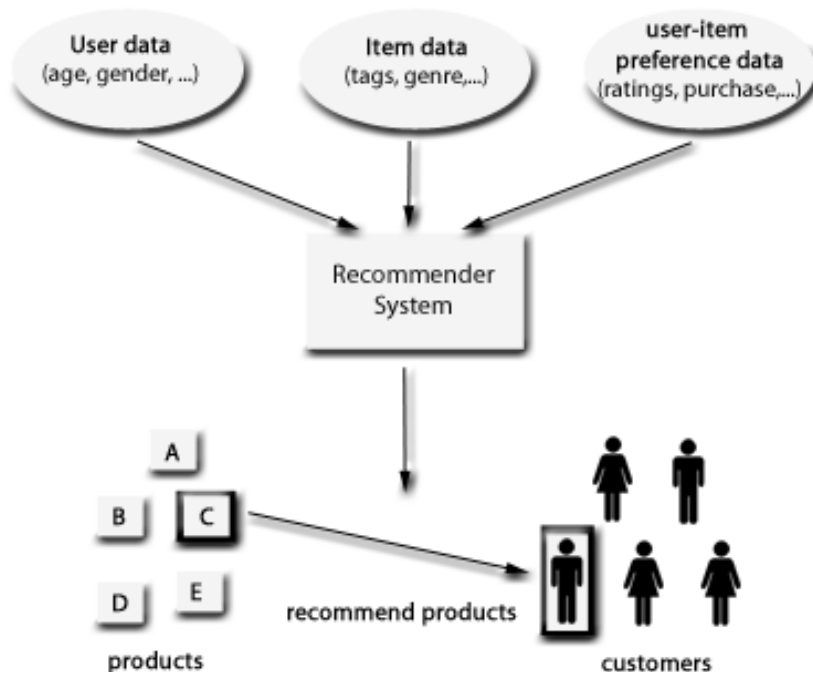 User data
(age, gender, ...)
Item data
(tags, genre,...)
user-item
preference data
(ratings, purchase,...)
Recommender
System
A
B
C
D
E
recommend products
products
customers